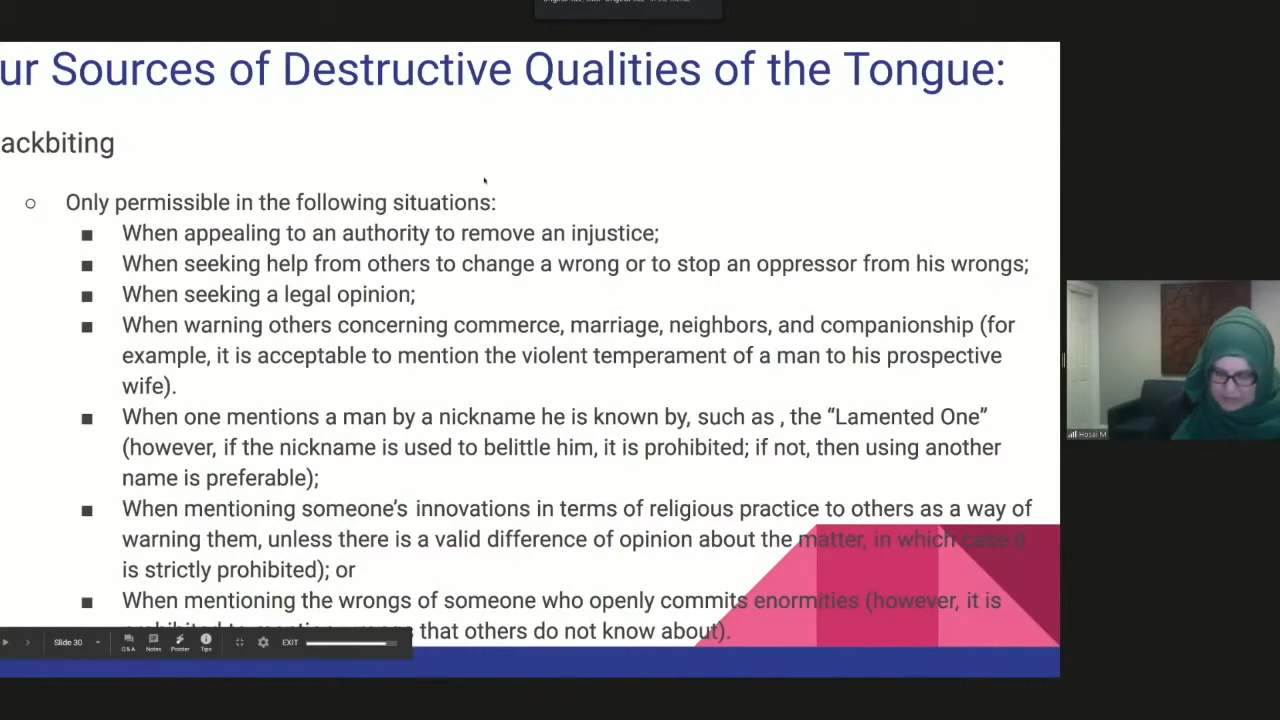 ur Sources of Destructive Qualities of the Tongue:
ackbiting
○ Only permissible in the following situations:
■ When appealing to an authority to remove an injustice;
■ When seeking help from others to change a wrong or to stop an oppressor from his wrongs;
■ When seeking a legal opinion;
■ When warning others concerning commerce, marriage, neighbors, and companionship (for
example, it is acceptable to mention the violent temperament of a man to his prospective
wife).
■ When one mentions a man by a nickname he is known by, such as , the “Lamented One”
(however, if the nickname is used to belittle him, it is prohibited; if not, then using another
name is preferable);
■ When mentioning someone’s innovations in terms of religious practice to others as a way of
warning them, unless there is a valid difference of opinion about the matter, in which case it
is strictly prohibited); or
■ When mentioning the wrongs of someone who openly commits enormities (however, it is
that others do not know about).
Slide 30
Q & A
Notes
Pointer
Tips
EXIT
Hosai M